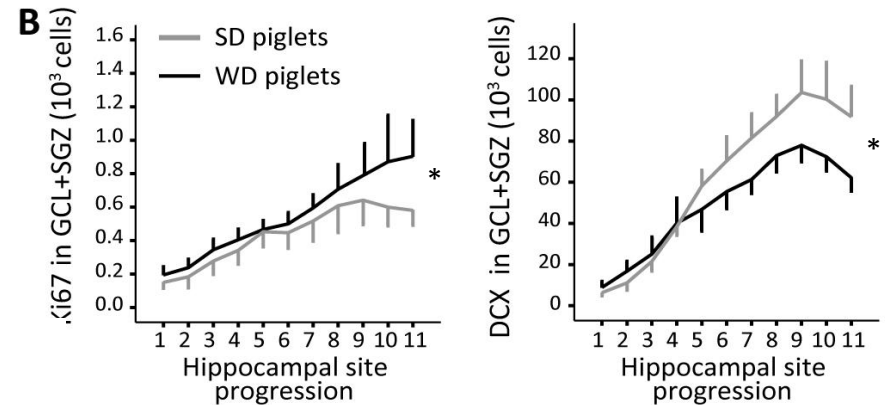 B
Ki67 in GCL+SGZ (10³ cells)
1.6
1.4
1.2
1.0
0.8
0.6
0.4
0.2
0.0
SD piglets
WD piglets
*
1 2 3 4 5 6 7 8 9 10 11
Hippocampal site
progression
DCX in GCL+SGZ (10³ cells)
120
100
80
60
40
20
0
*
1 2 3 4 5 6 7 8 9 10 11
Hippocampal site
progression